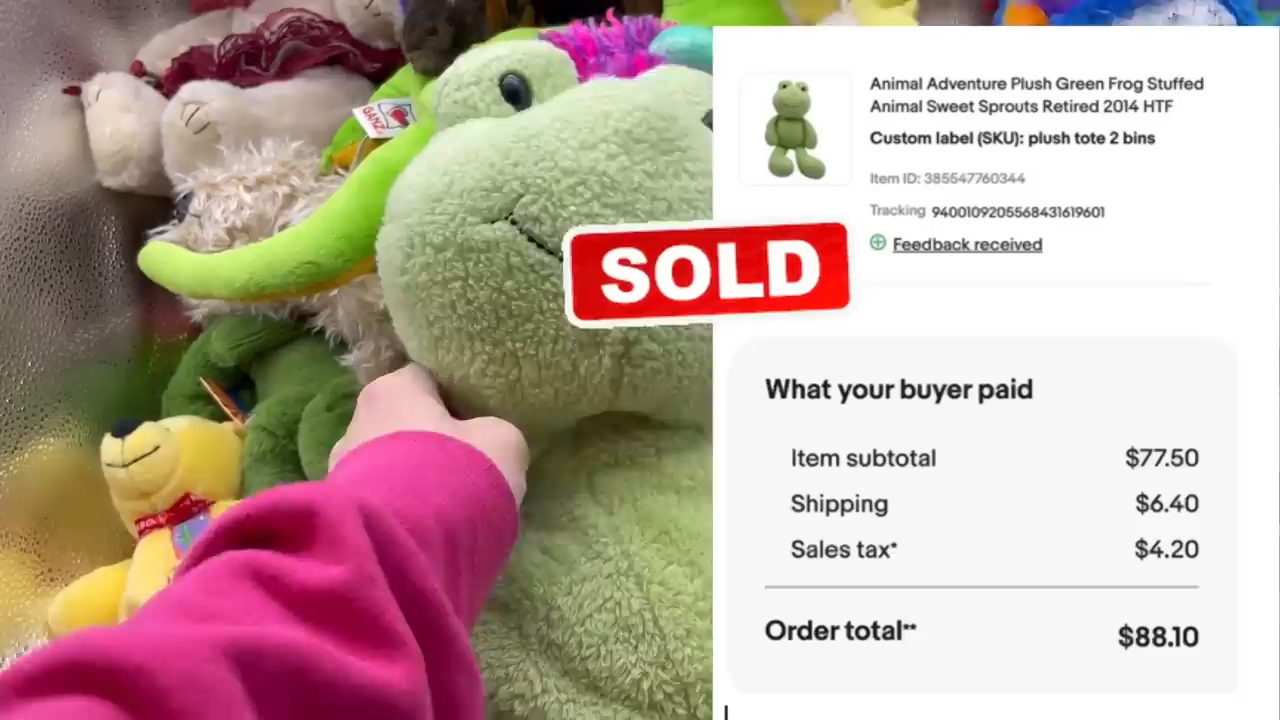 GANZ
SOLD
Animal Adventure Plush Green Frog Stuffed
Animal Sweet Sprouts Retired 2014 HTF
Custom label (SKU): plush tote 2 bins
Item ID: 385547760344
Tracking 9400109205568431619601
Feedback received
What your buyer paid
Item subtotal $77.50
Shipping $6.40
Sales tax* $4.20
Order total** $88.10